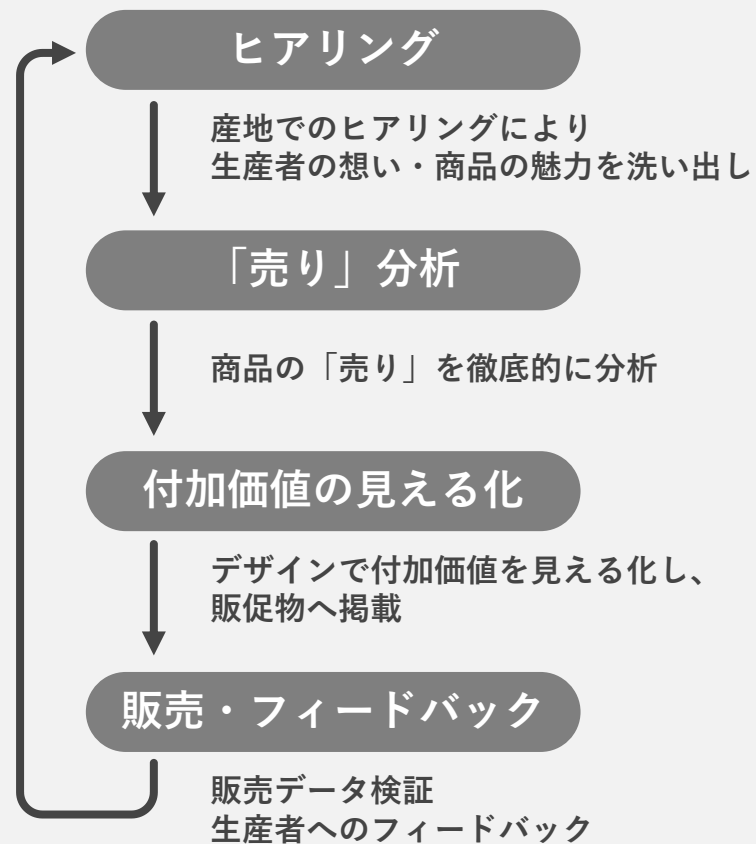 ヒアリング
産地でのヒアリングにより
生産者の想い・商品の魅力を洗い出し
「売り」分析
商品の「売り」を徹底的に分析
付加価値の見える化
デザインで付加価値を見える化し、
販促物へ掲載
販売・フィードバック
販売データ検証
生産者へのフィードバック